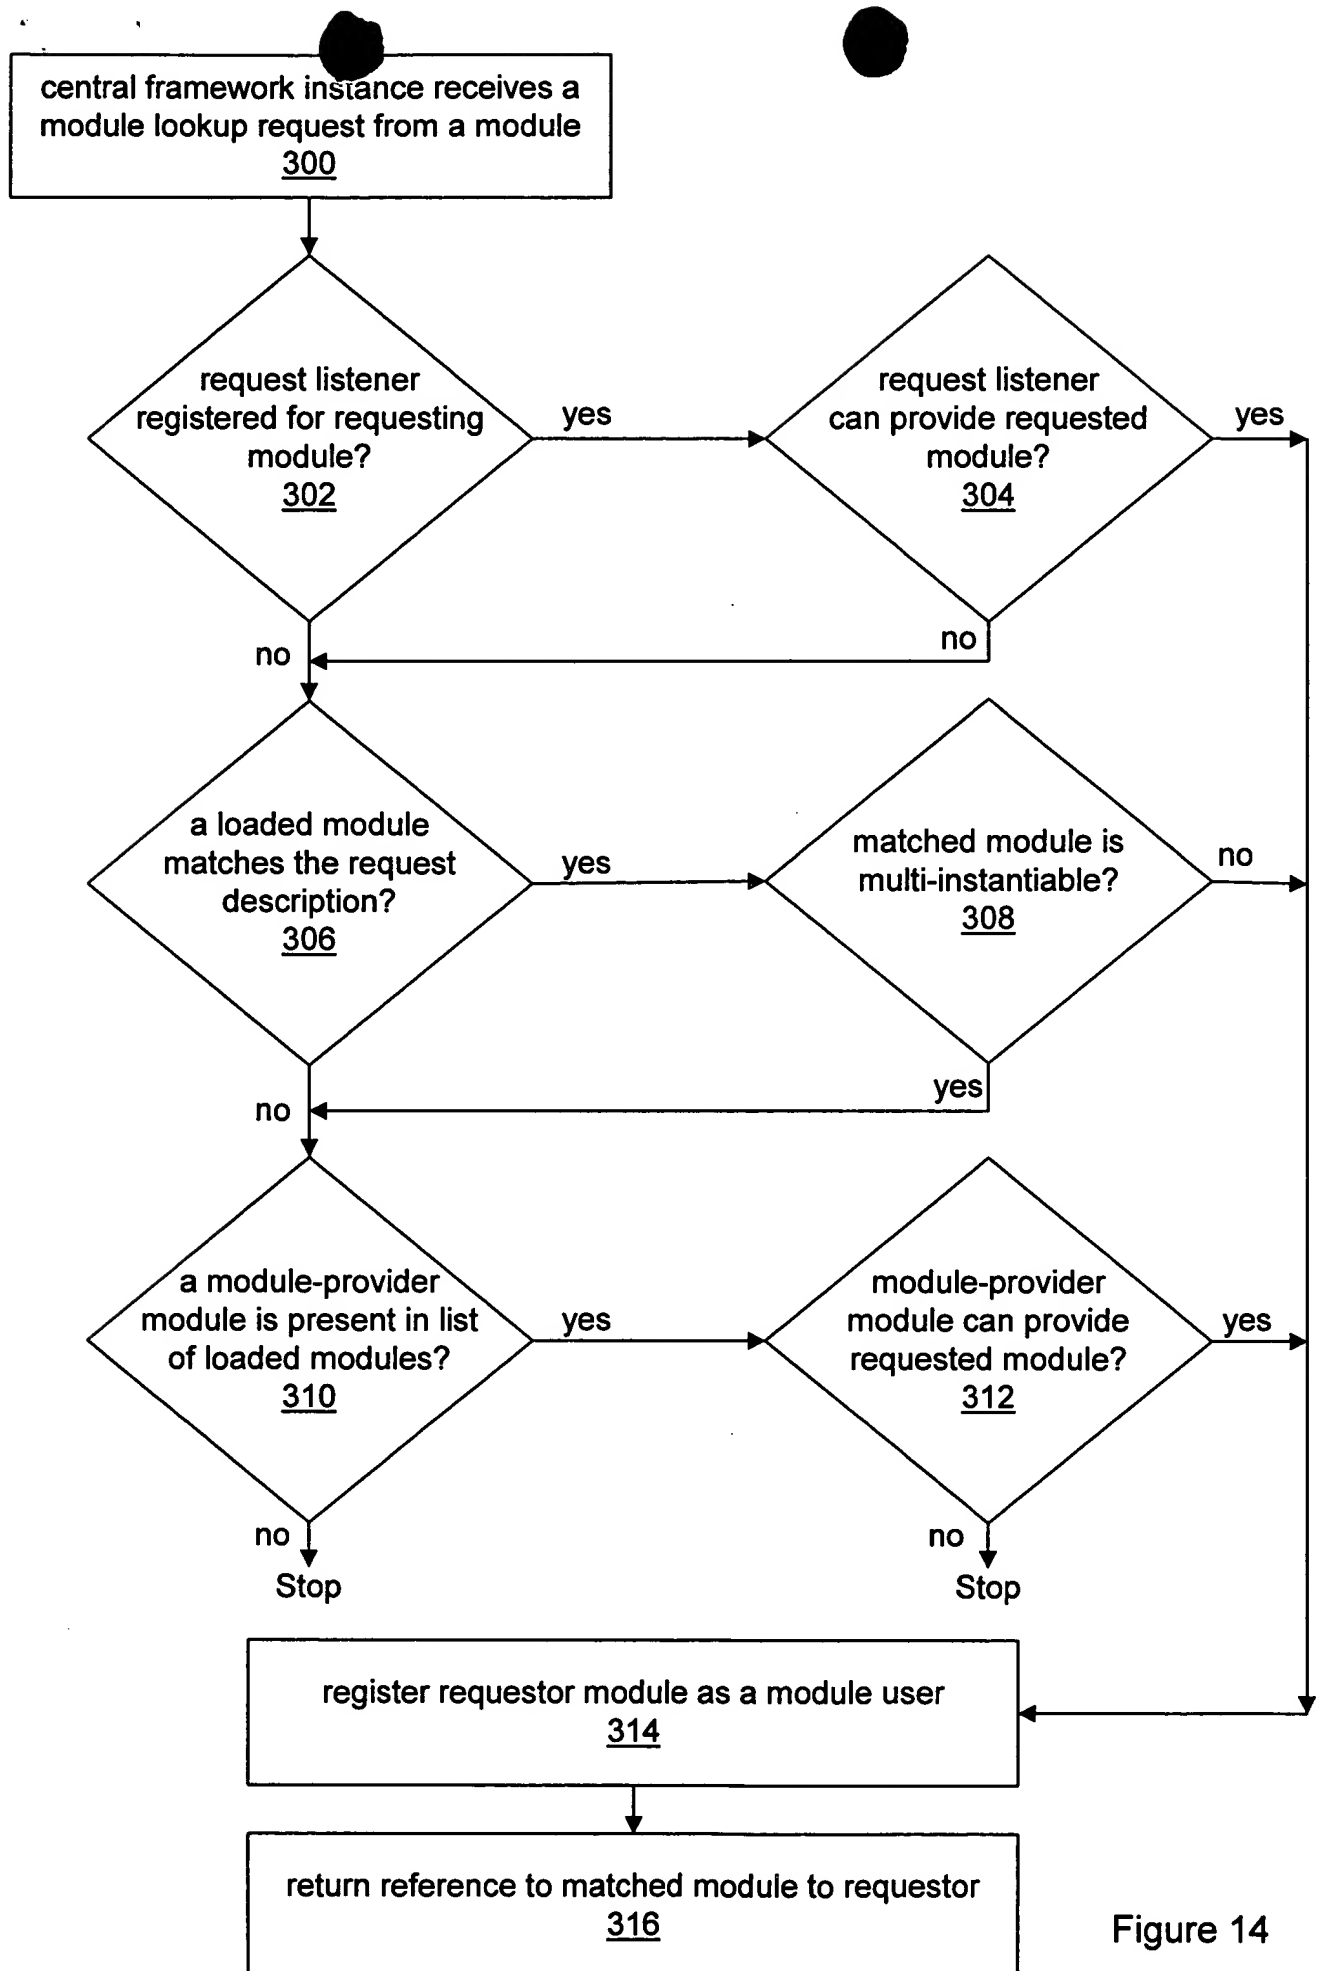 central framework instance receives a
module lookup request from a module
300
request listener
registered for requesting
module?
302
yes
request listener
can provide requested
module?
304
yes
no
no
a loaded module
matches the request
description?
306
yes
matched module is
multi-instantiable?
308
no
no
yes
a module-provider
module is present in list
of loaded modules?
310
yes
module-provider
module can provide
requested module?
312
yes
no
Stop
no
Stop
register requestor module as a module user
314
return reference to matched module to requestor
316
Figure 14